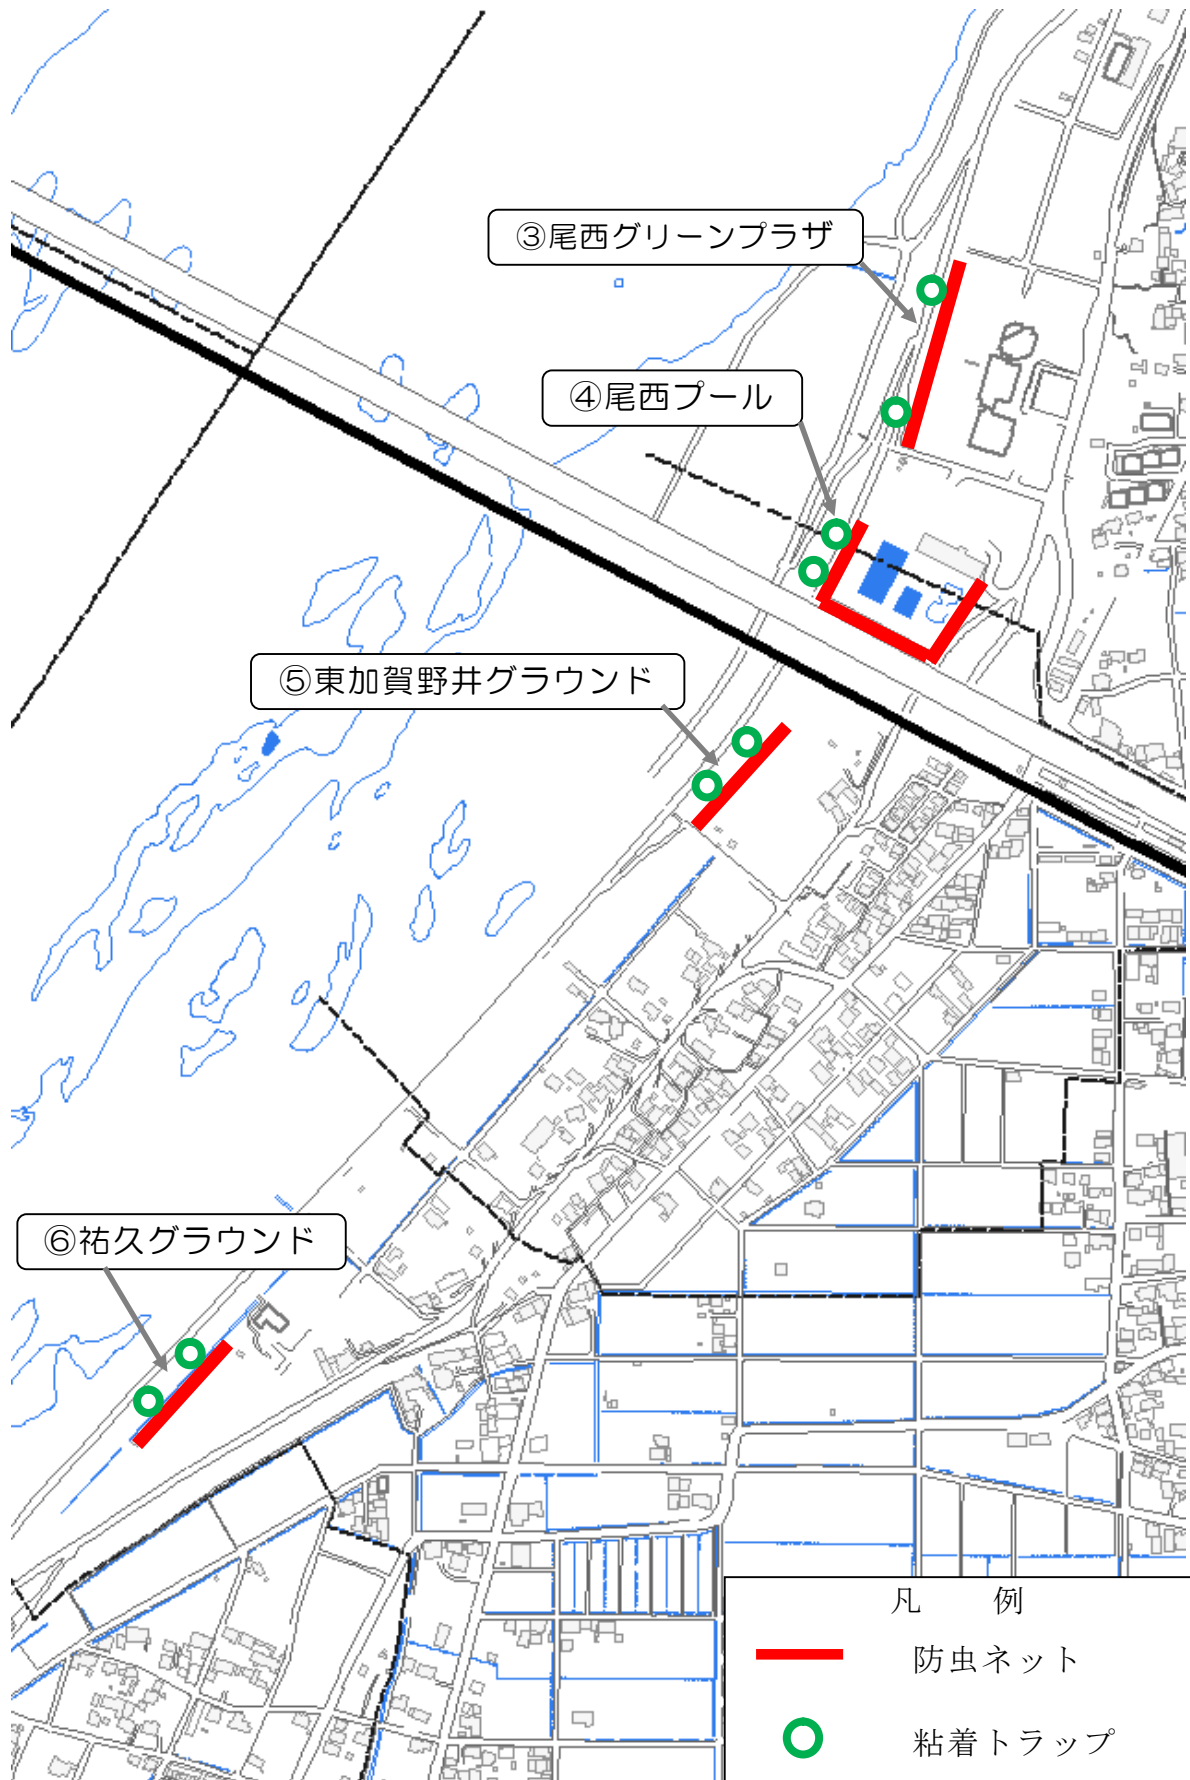 ③尾西グリーンプラザ
④尾西プール
⑤東加賀野井グラウンド
⑥祐久グラウンド
凡 例
防虫ネット
粘着トラップ